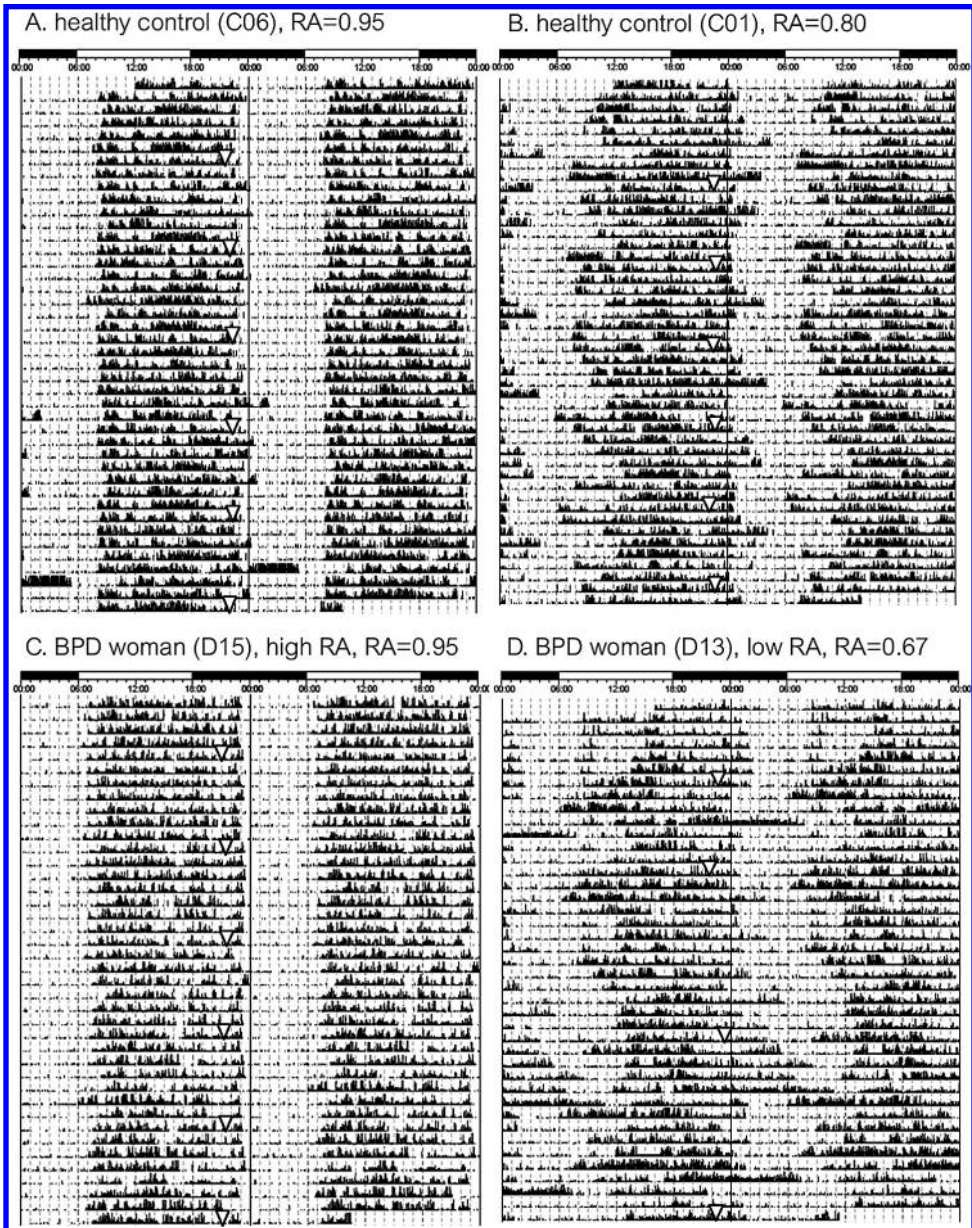 A. healthy control (C06), RA=0.95
B. healthy control (C01), RA=0.80
00:00 06:00 12:00 18:00 00:00 06:00 12:00 18:00 00:00
00:00 06:00 12:00 18:00 00:00 06:00 12:00 18:00 00:00
C. BPD woman (D15), high RA, RA=0.95
D. BPD woman (D13), low RA, RA=0.67
00:00 06:00 12:00 18:00 00:00 06:00 12:00 18:00 00:00
00:00 06:00 12:00 18:00 00:00 06:00 12:00 18:00 00:00